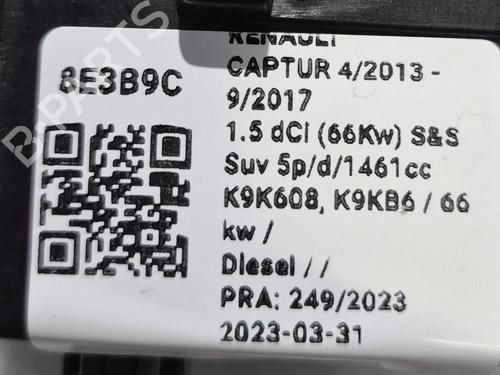 RENAULT
8E3B9C
CAPTUR 4/2013 -
9/2017
1.5 dCi (66Kw) S&S
Suv 5p/d/1461cc
K9K608, K9KB6 / 66
kw /
Diesel / /
PRA: 249/2023
2023-03-31
B-PARTS